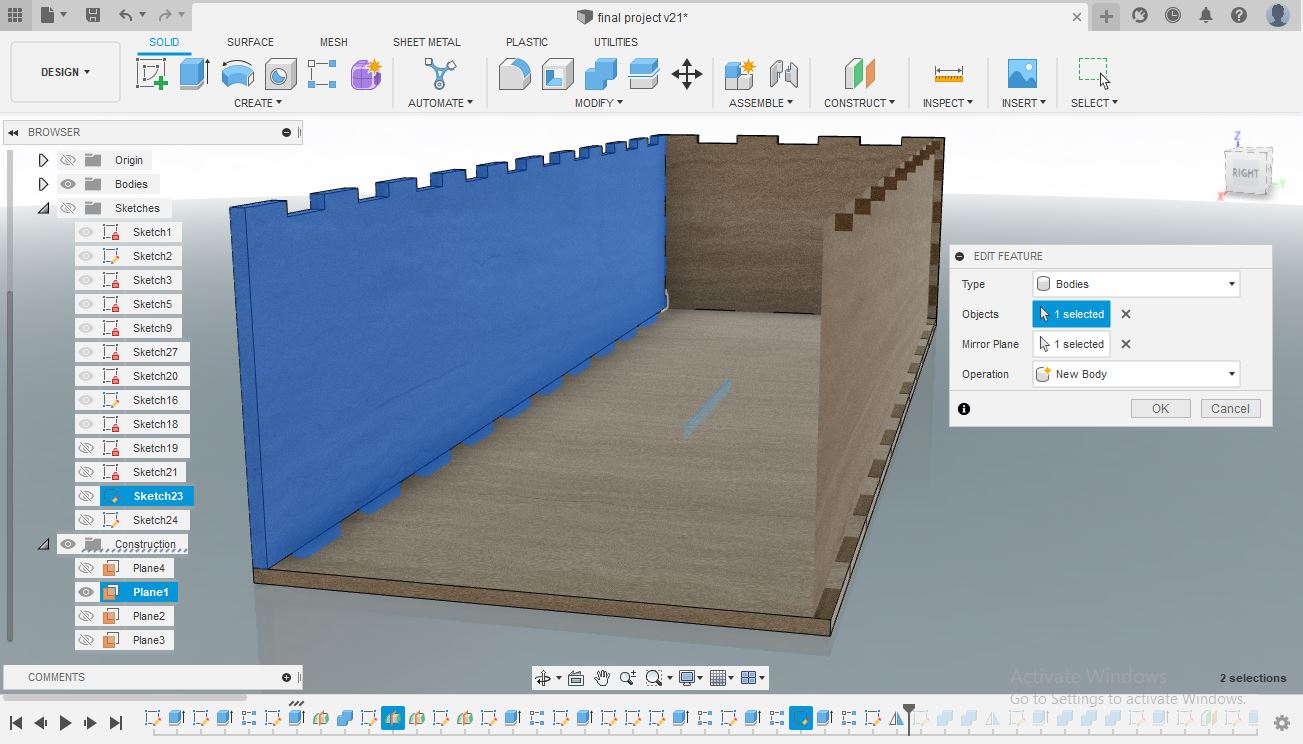 final project v21*
SOLID SURFACE MESH SHEET METAL PLASTIC UTILITIES
DESIGN
CREATE AUTOMATE MODIFY ASSEMBLE CONSTRUCT INSPECT INSERT SELECT
BROWSER
Origin
Bodies
Sketches
Sketch1
Sketch2
Sketch3
Sketch5
Sketch9
Sketch27
Sketch20
Sketch16
Sketch18
Sketch19
Sketch21
Sketch23
Sketch24
Construction
Plane4
Plane1
Plane2
Plane3
COMMENTS
Z
RIGHT
Y
X
EDIT FEATURE
Type Bodies
Objects 1 selected
Mirror Plane 1 selected
Operation New Body
OK Cancel
Activate Windows
Go to Settings to activate Windows.
2 selections